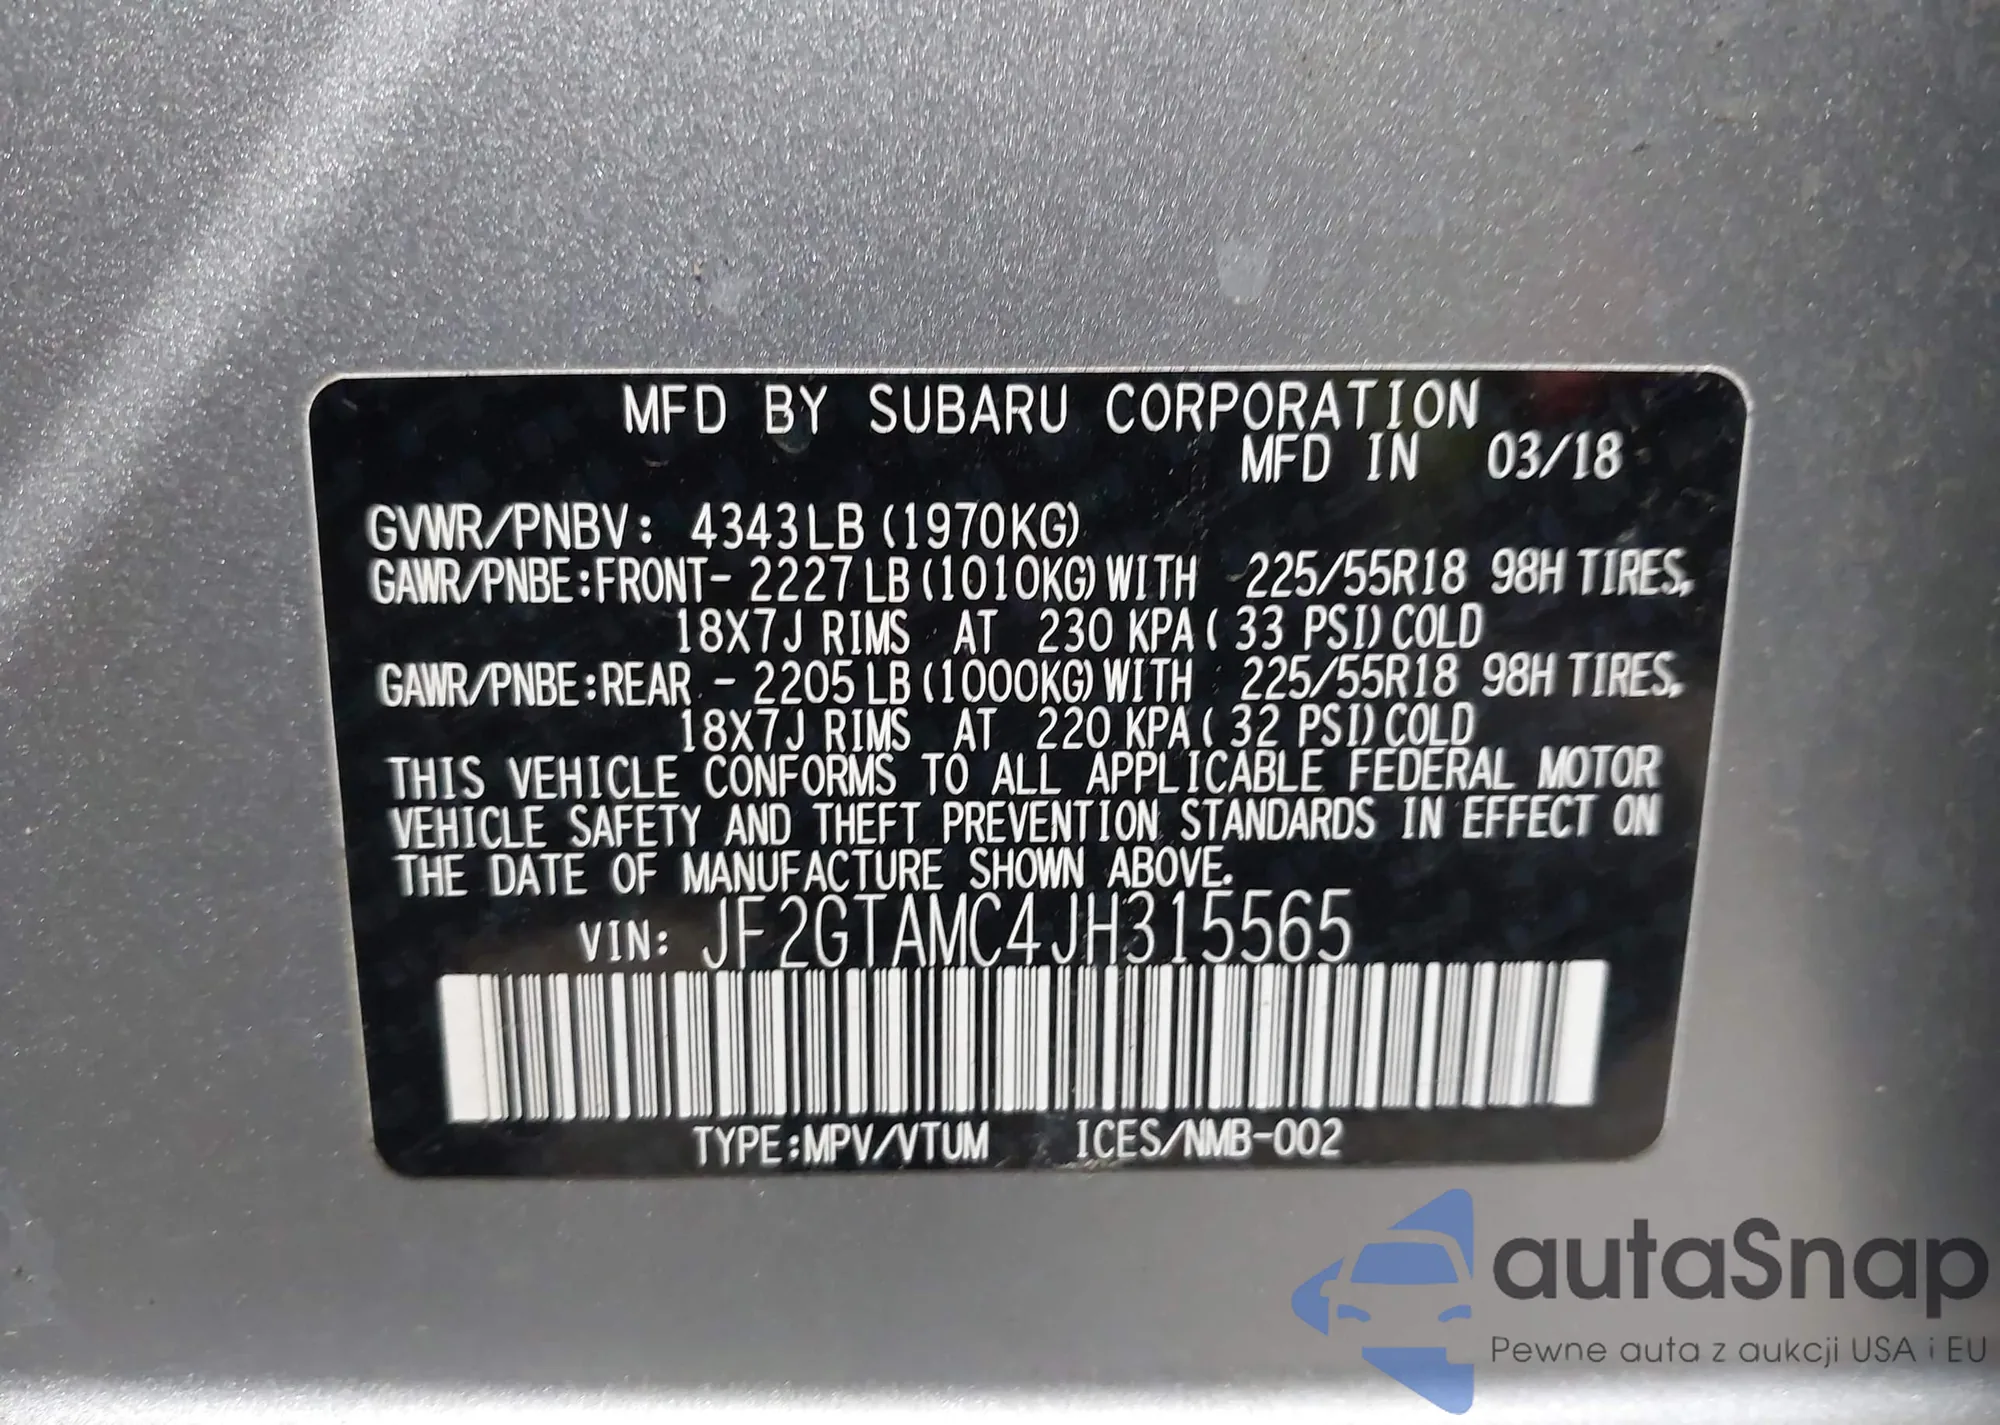 MFD BY SUBARU CORPORATION
MFD IN 03/18
GVWR/PNBV: 4343LB (1970KG)
GAWR/PNBE:FRONT- 2227LB (1010KG) WITH 225/55R18 98H TIRES,
18X7J RIMS AT 230 KPA( 33 PSI) COLD
GAWR/PNBE:REAR - 2205LB (1000KG) WITH 225/55R18 98H TIRES,
18X7J RIMS AT 220 KPA( 32 PSI) COLD
THIS VEHICLE CONFORMS TO ALL APPLICABLE FEDERAL MOTOR
VEHICLE SAFETY AND THEFT PREVENTION STANDARDS IN EFFECT ON
THE DATE OF MANUFACTURE SHOWN ABOVE.
VIN: JF2GTAMC4JH315565
TYPE:MPV/VTUM ICES/NMB-002
autaSnap
Pewne auta z aukcji USA i EU